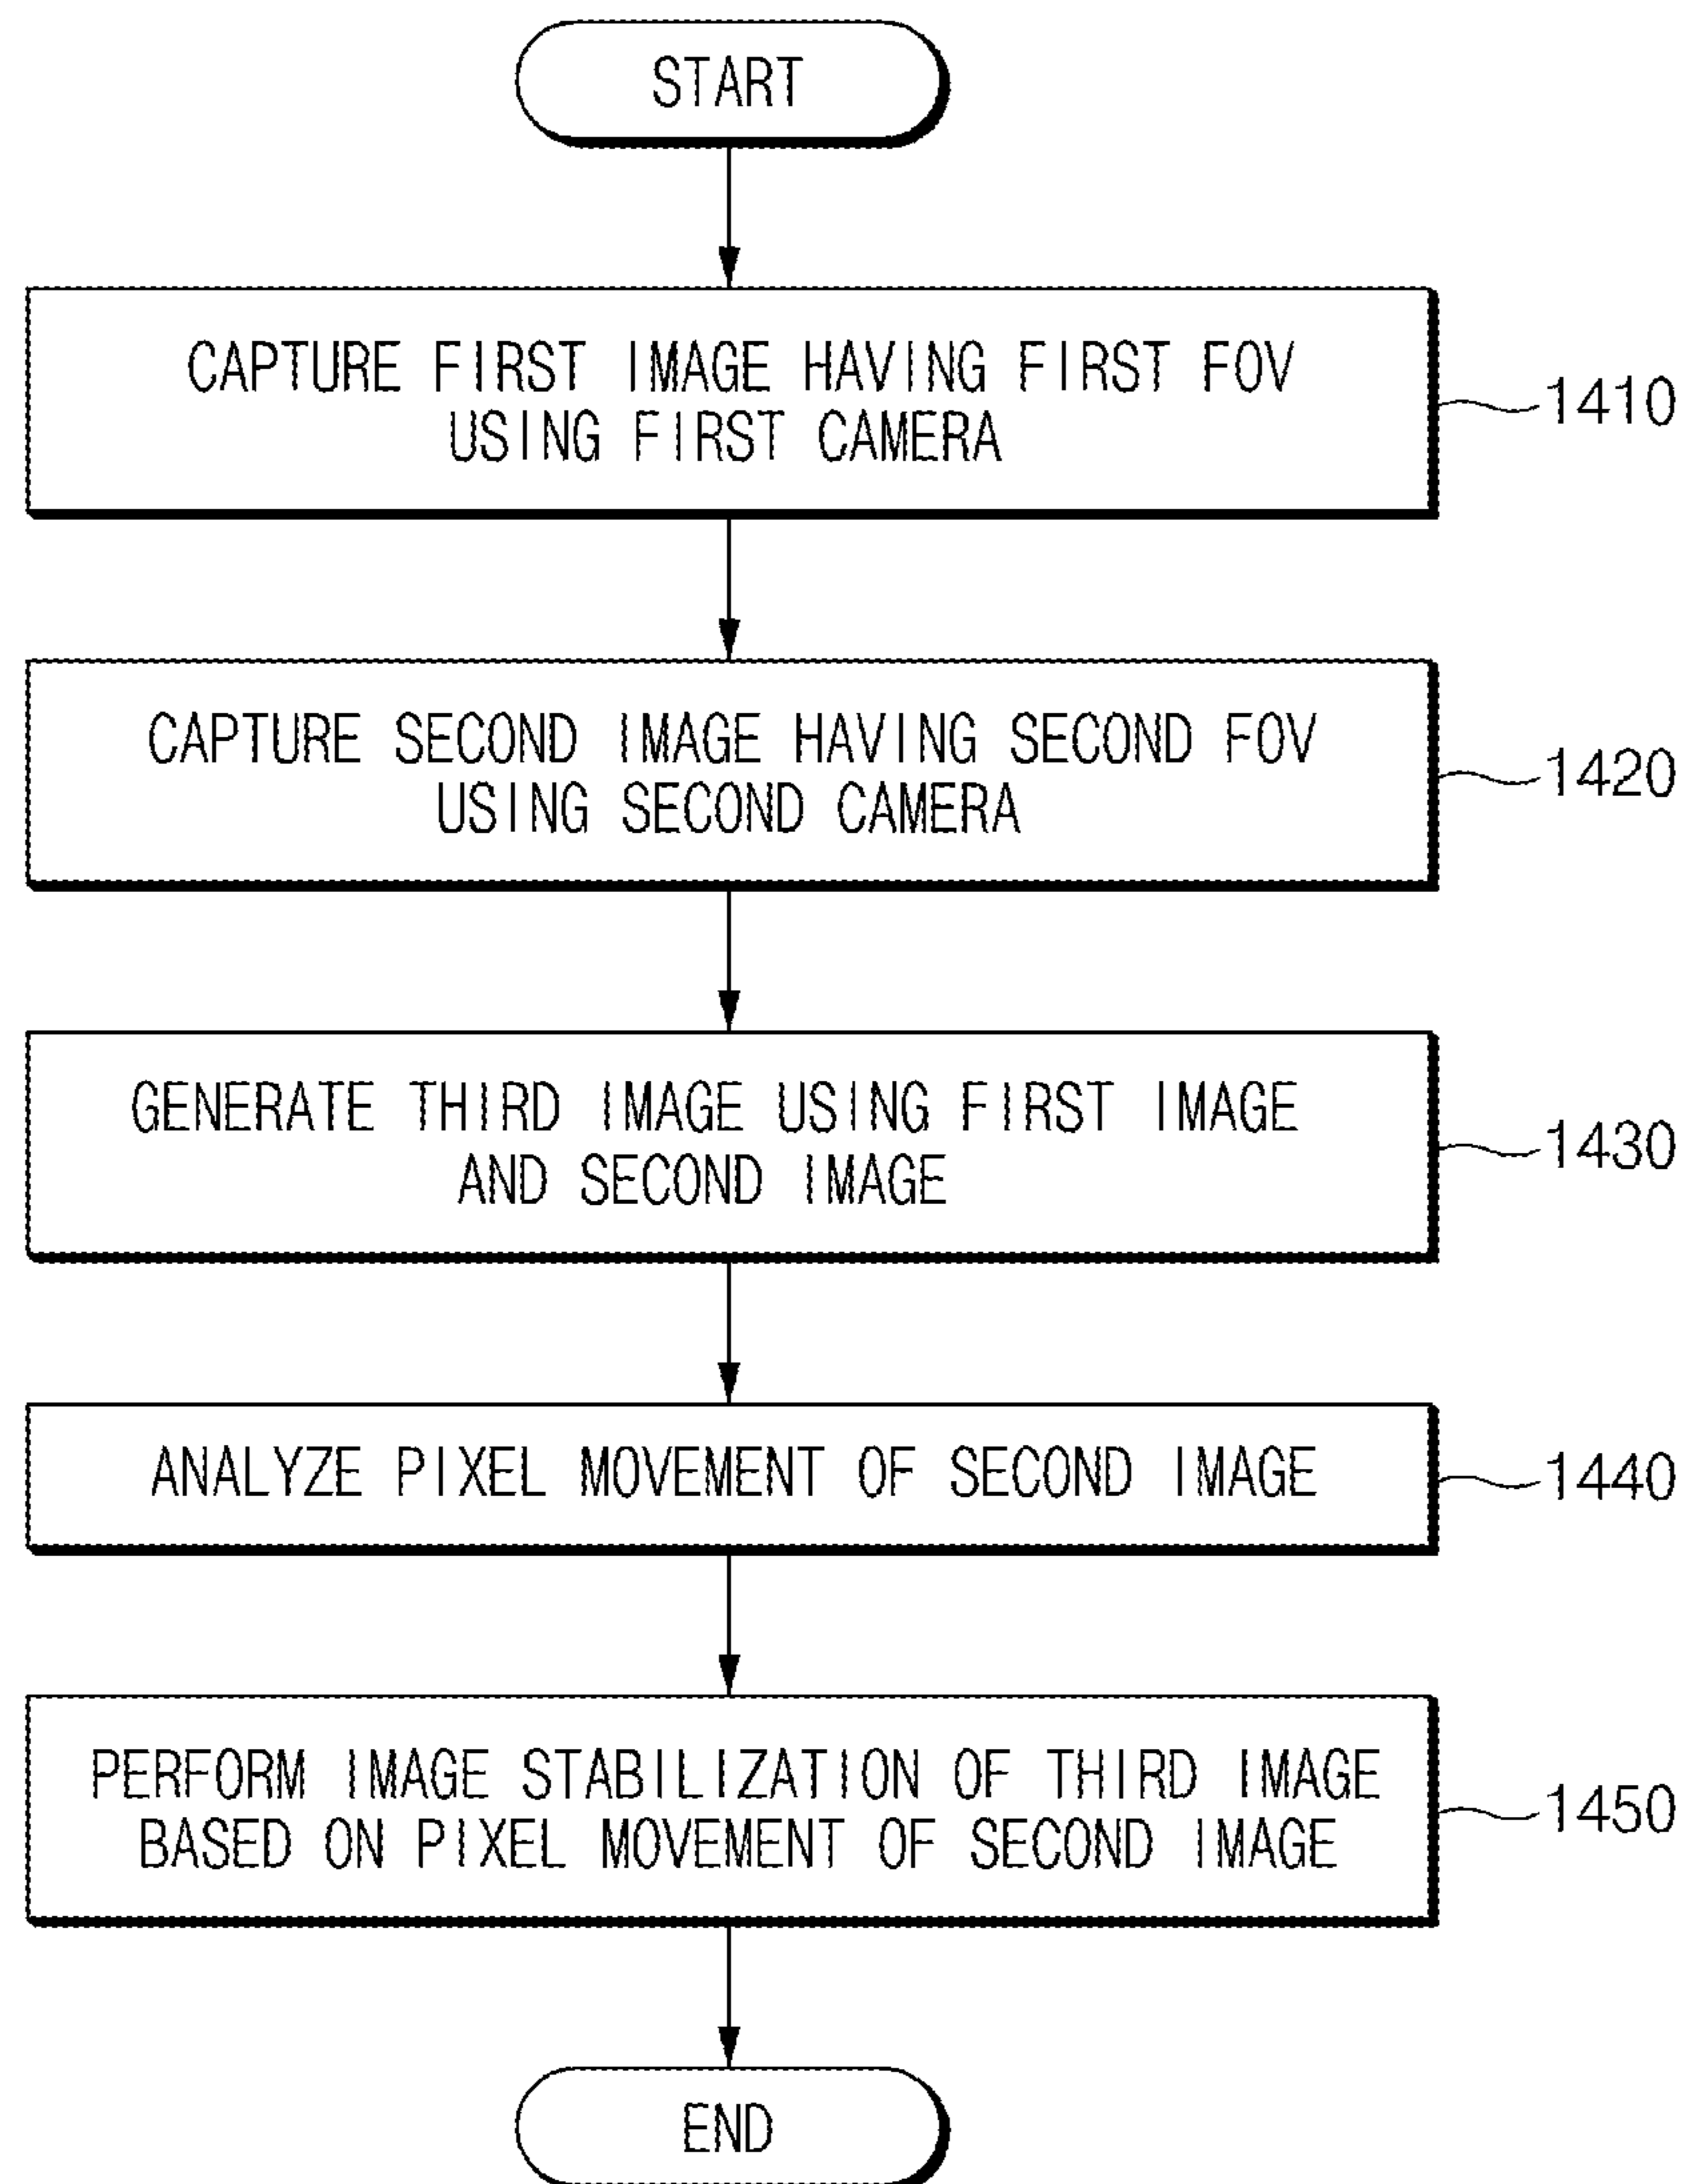 START
CAPTURE FIRST IMAGE HAVING FIRST FOV
USING FIRST CAMERA
1410
CAPTURE SECOND IMAGE HAVING SECOND FOV
USING SECOND CAMERA
1420
GENERATE THIRD IMAGE USING FIRST IMAGE
AND SECOND IMAGE
1430
ANALYZE PIXEL MOVEMENT OF SECOND IMAGE
1440
PERFORM IMAGE STABILIZATION OF THIRD IMAGE
BASED ON PIXEL MOVEMENT OF SECOND IMAGE
1450
END